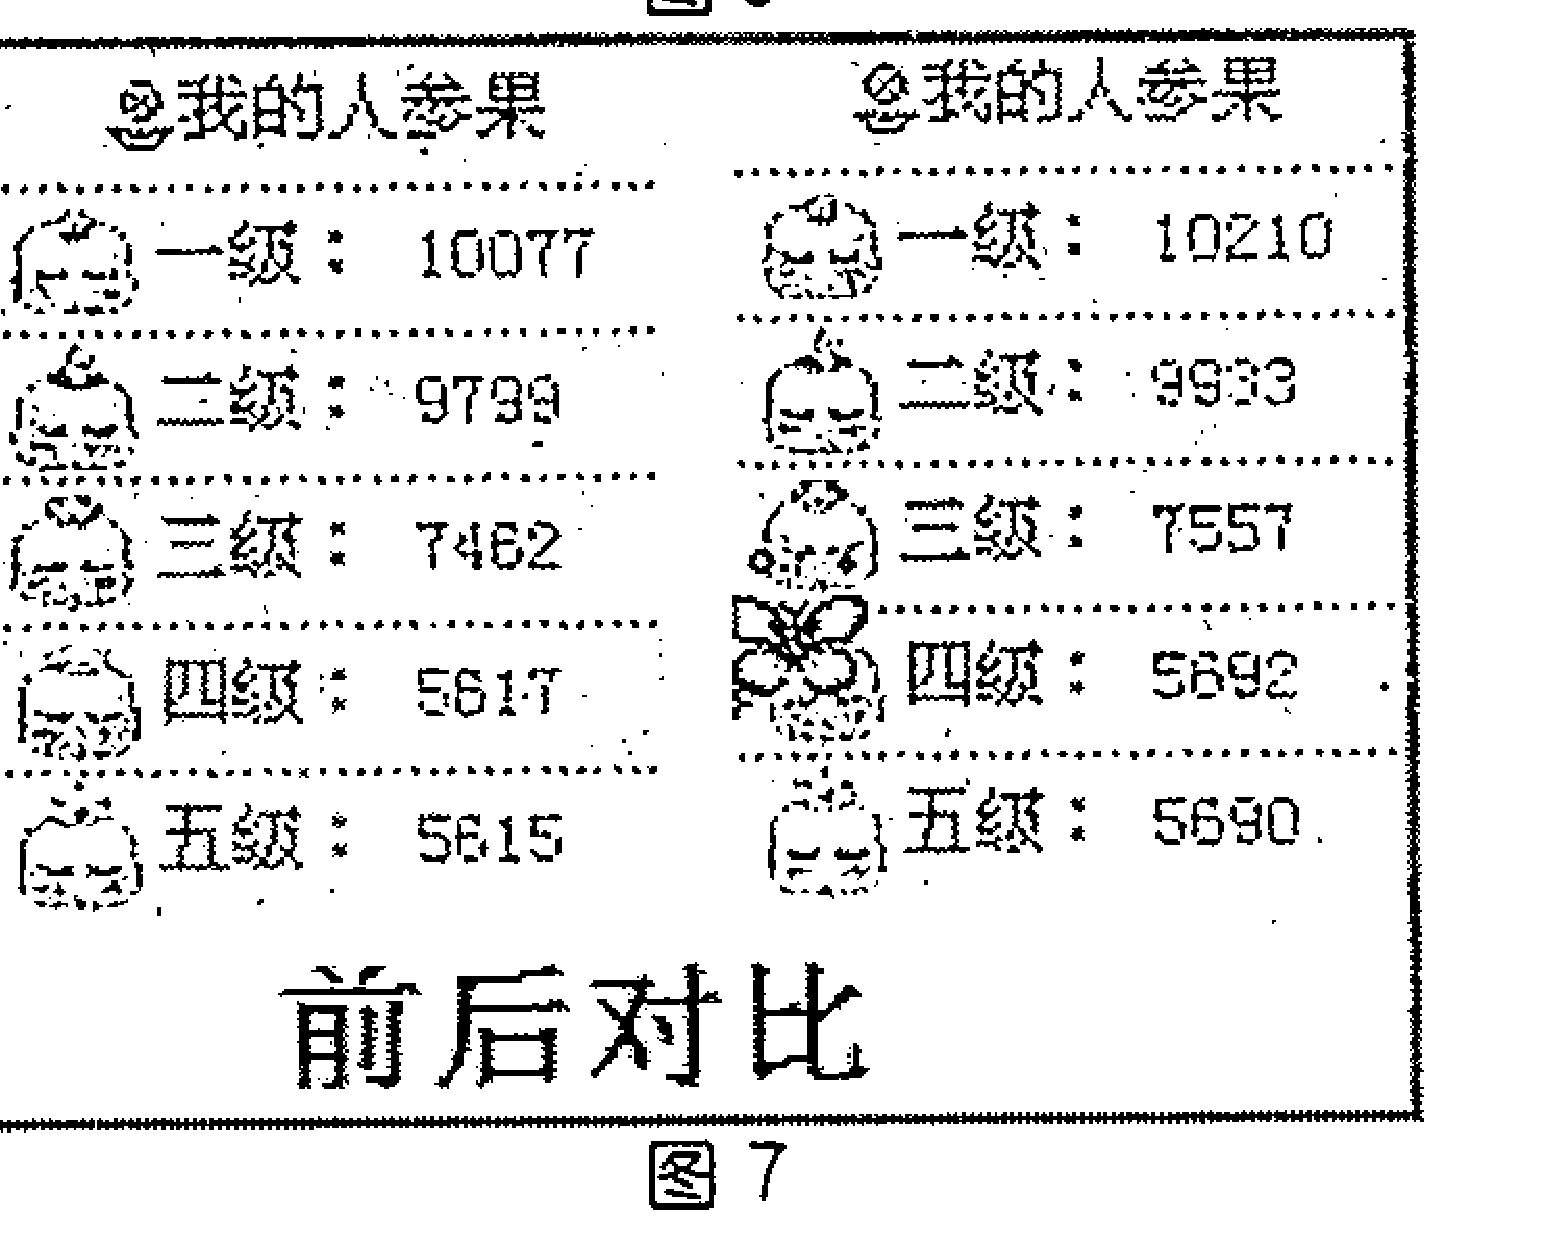 我的人参果
一级： 10077
二级： 9799
三级： 7462
四级： 5617
五级： 5615
我的人参果
一级： 10210
二级： 9933
三级： 7557
四级： 5692
五级： 5690
前后对比
图 7